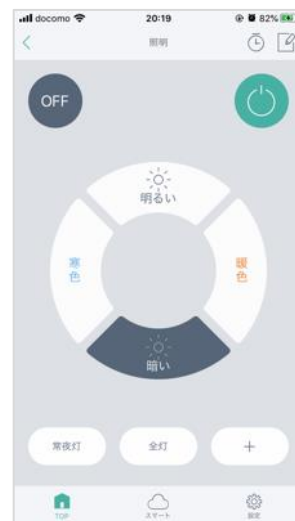 docomo 20:19 82%
照明
OFF
明るい
寒色
暖色
暗い
常夜灯 全灯 +
TOP スマート 設定